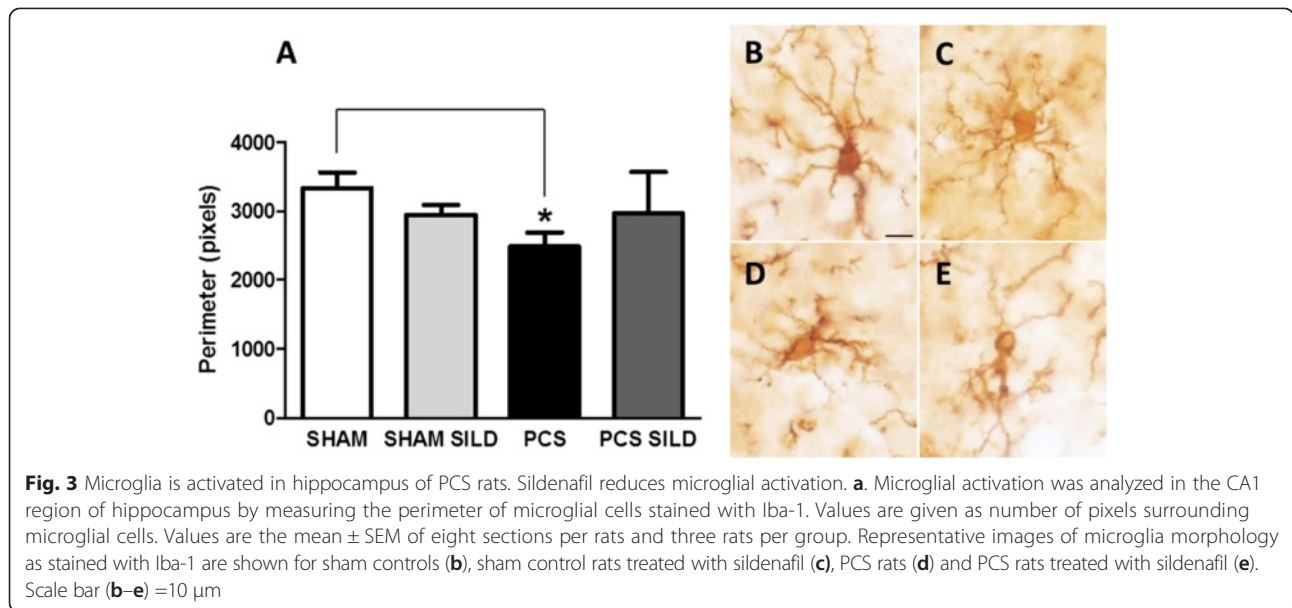 A
Perimeter (pixels)
4000
3000
2000
1000
0
*
SHAM
SHAM SILD
PCS
PCS SILD
B
C
D
E
Fig. 3 Microglia is activated in hippocampus of PCS rats. Sildenafil reduces microglial activation. a. Microglial activation was analyzed in the CA1
region of hippocampus by measuring the perimeter of microglial cells stained with Iba-1. Values are given as number of pixels surrounding
microglial cells. Values are the mean ± SEM of eight sections per rats and three rats per group. Representative images of microglia morphology
as stained with Iba-1 are shown for sham controls (b), sham control rats treated with sildenafil (c), PCS rats (d) and PCS rats treated with sildenafil (e).
Scale bar (b–e) =10 μm